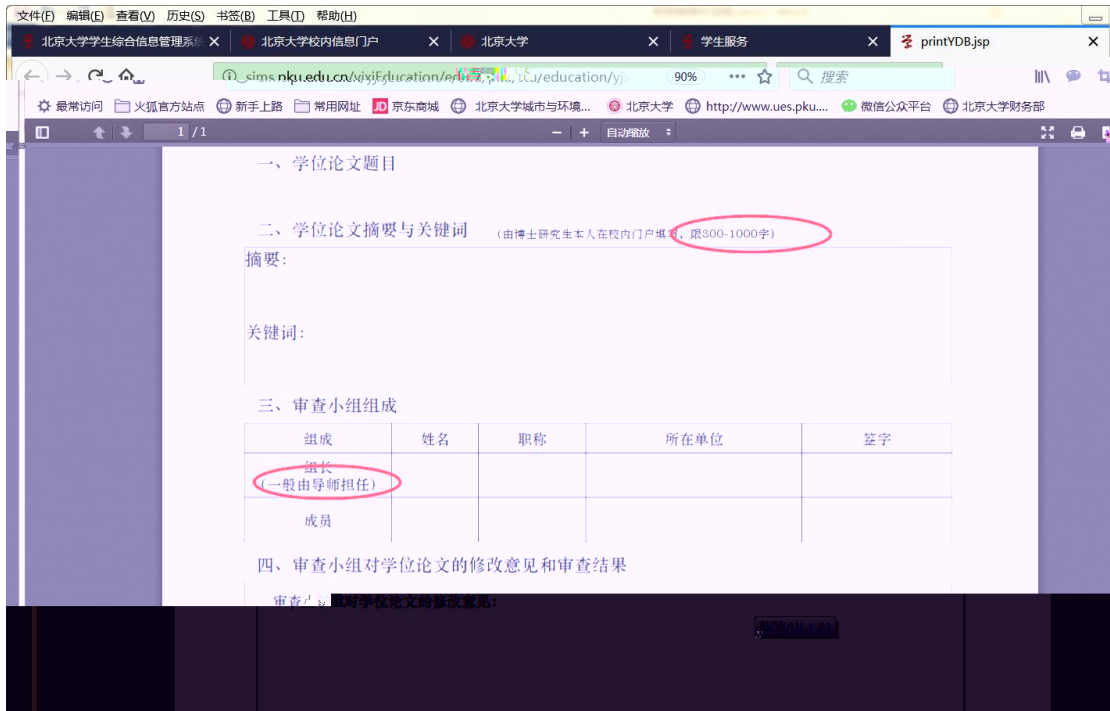 文件(F) 编辑(E) 查看(V) 历史(S) 书签(B) 工具(T) 帮助(H)
北京大学学生综合信息管理系统 北京大学校内信息门户 北京大学 学生服务 printYDB.jsp
sims.pku.edu.cn 90% 搜索
最常访问 火狐官方站点 新手上路 常用网址 JD 京东商城 北京大学城市与环境... 北京大学 http://www.ues.pku.... 微信公众平台 北京大学财务部
1 / 1 自动缩放
一、学位论文题目
二、学位论文摘要与关键词 (由博士研究生本人在校内门户填写，限800-1000字)
摘要:
关键词:
三、审查小组组成
组成 姓名 职称 所在单位 签字
组长
(一般由导师担任)
成员
四、审查小组对学位论文的修改意见和审查结果
审查小组对学位论文的修改意见: